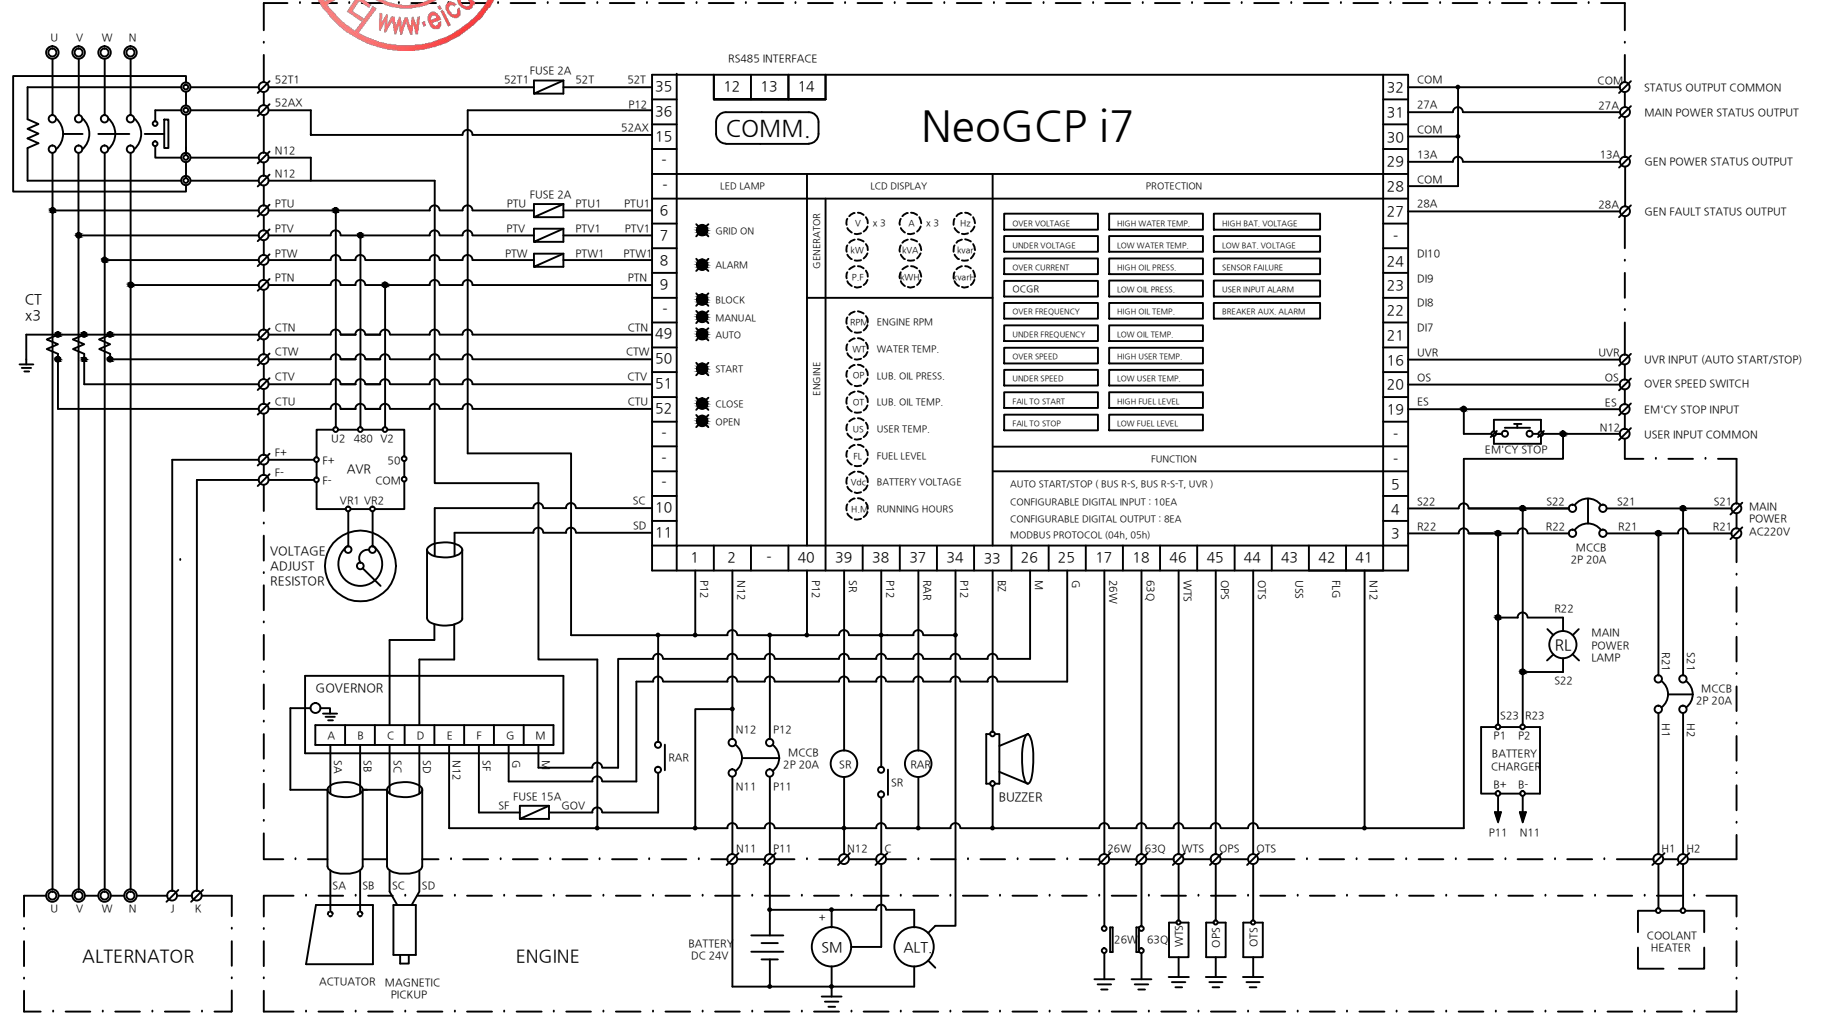 www.ejco
RS485 INTERFACE
U V W N
52T1 52T1 FUSE 2A 52T 52T 35 12 13 14 32 COM COM STATUS OUTPUT COMMON
52AX P12 36 COMM. NeoGCP i7 31 27A 27A MAIN POWER STATUS OUTPUT
52AX 15 30 COM
N12 - 29 13A 13A GEN POWER STATUS OUTPUT
N12 - LED LAMP LCD DISPLAY PROTECTION 28 COM
PTU PTU FUSE 2A PTU1 PTU1 6 27 28A 28A GEN FAULT STATUS OUTPUT
PTV PTV PTV1 PTV1 7 -
PTW PTW PTW1 PTW1 8 24 DI10
PTN PTN 9 23 DI9
- 22 DI8
CT x3
CTN CTN 49 21 DI7
CTW CTW 50 16 UVR UVR UVR INPUT (AUTO START/STOP)
CTV CTV 51 20 OS OS OVER SPEED SWITCH
CTU CTU 52 19 ES ES EM'CY STOP INPUT
- - N12 USER INPUT COMMON
EM'CY STOP
- -
- 5
SC 10 4 S22 S22 S21 S21 MAIN
SD 11 3 R22 R22 R21 R21 POWER
AC220V
MCCB
2P 20A
GRID ON
ALARM
BLOCK
MANUAL
AUTO
START
CLOSE
OPEN
GENERATOR
V x 3 A x 3 Hz
kW kVA kvar
P.F kWH kvarH
ENGINE
RPM ENGINE RPM
WT WATER TEMP.
OP LUB. OIL PRESS.
OT LUB. OIL TEMP.
US USER TEMP.
FL FUEL LEVEL
Vdc BATTERY VOLTAGE
H.M RUNNING HOURS
OVER VOLTAGE HIGH WATER TEMP. HIGH BAT. VOLTAGE
UNDER VOLTAGE LOW WATER TEMP. LOW BAT. VOLTAGE
OVER CURRENT HIGH OIL PRESS. SENSOR FAILURE
OCGR LOW OIL PRESS. USER INPUT ALARM
OVER FREQUENCY HIGH OIL TEMP. BREAKER AUX. ALARM
UNDER FREQUENCY LOW OIL TEMP.
OVER SPEED HIGH USER TEMP.
UNDER SPEED LOW USER TEMP.
FAIL TO START HIGH FUEL LEVEL
FAIL TO STOP LOW FUEL LEVEL
FUNCTION
AUTO START/STOP ( BUS R-S, BUS R-S-T, UVR )
CONFIGURABLE DIGITAL INPUT : 10EA
CONFIGURABLE DIGITAL OUTPUT : 8EA
MODBUS PROTOCOL (04h, 05h)
1 2 - 40 39 38 37 34 33 26 25 17 18 46 45 44 43 42 41
P12 N12 P12 SR P12 RAR P12 BZ M G 26W 63Q WTS OPS OTS USS FLG N12
U2 480 V2
F+ F+ 50
AVR
F- F- COM
VR1 VR2
VOLTAGE
ADJUST
RESISTOR
R22
RL
MAIN
POWER
LAMP
S22
R21 S21
MCCB
2P 20A
H1 H2
GOVERNOR
A B C D E F G M
SA SB SC SD N12 SF G M
FUSE 15A
SF GOV
RAR
N12 P12
MCCB
2P 20A
N11 P11
SR
SR
RAR
BUZZER
S23 R23
P1 P2
BATTERY
CHARGER
B+ B-
P11 N11
N11 P11 N12 C 26W 63Q WTS OPS OTS H1 H2
SA SB SC SD
U V W N J K
ALTERNATOR
ACTUATOR
MAGNETIC
PICKUP
ENGINE
BATTERY
DC 24V
+
SM
ALT.
26W 63Q WTS OPS OTS
COOLANT
HEATER